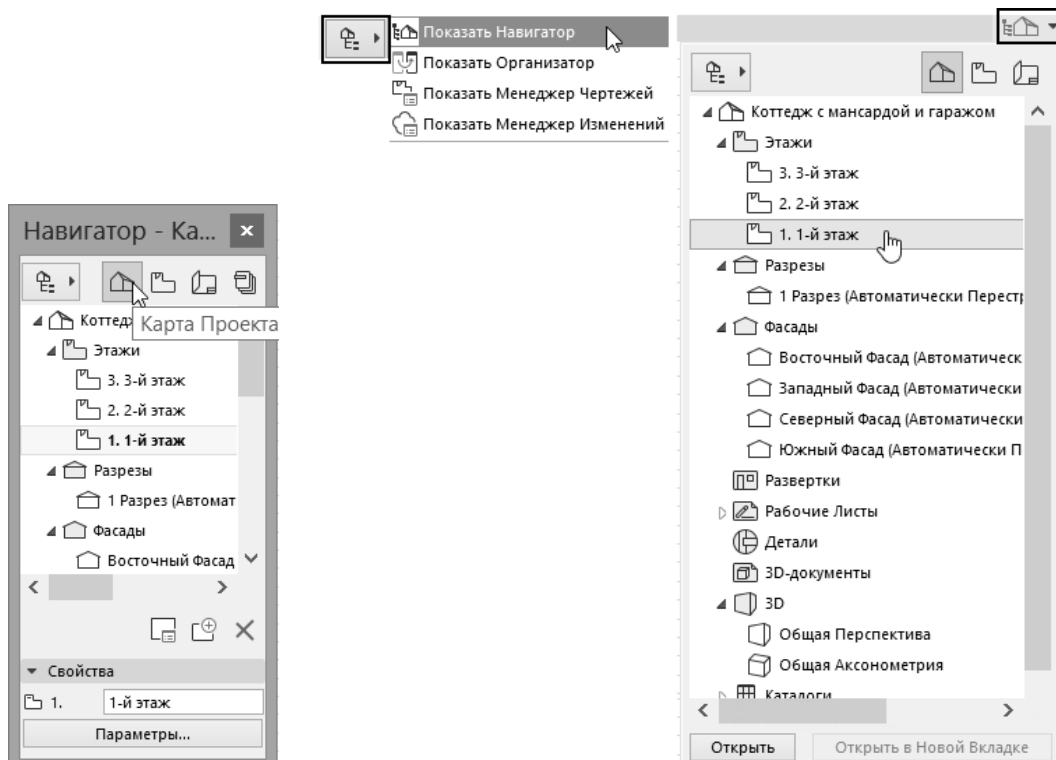 Показать Навигатор
Показать Организатор
Показать Менеджер Чертежей
Показать Менеджер Изменений
Навигатор - Ка...
Карта Проекта
Коттедж
Этажи
3. 3-й этаж
2. 2-й этаж
1. 1-й этаж
Разрезы
1 Разрез (Автомат
Фасады
Восточный Фасад
Свойства
1.
1-й этаж
Параметры...
Коттедж с мансардой и гаражом
Этажи
3. 3-й этаж
2. 2-й этаж
1. 1-й этаж
Разрезы
1 Разрез (Автоматически Перестр
Фасады
Восточный Фасад (Автоматическ
Западный Фасад (Автоматически
Северный Фасад (Автоматически
Южный Фасад (Автоматически П
Развертки
Рабочие Листы
Детали
3D-документы
3D
Общая Перспектива
Общая Аксонометрия
Каталоги
Открыть
Открыть в Новой Вкладке